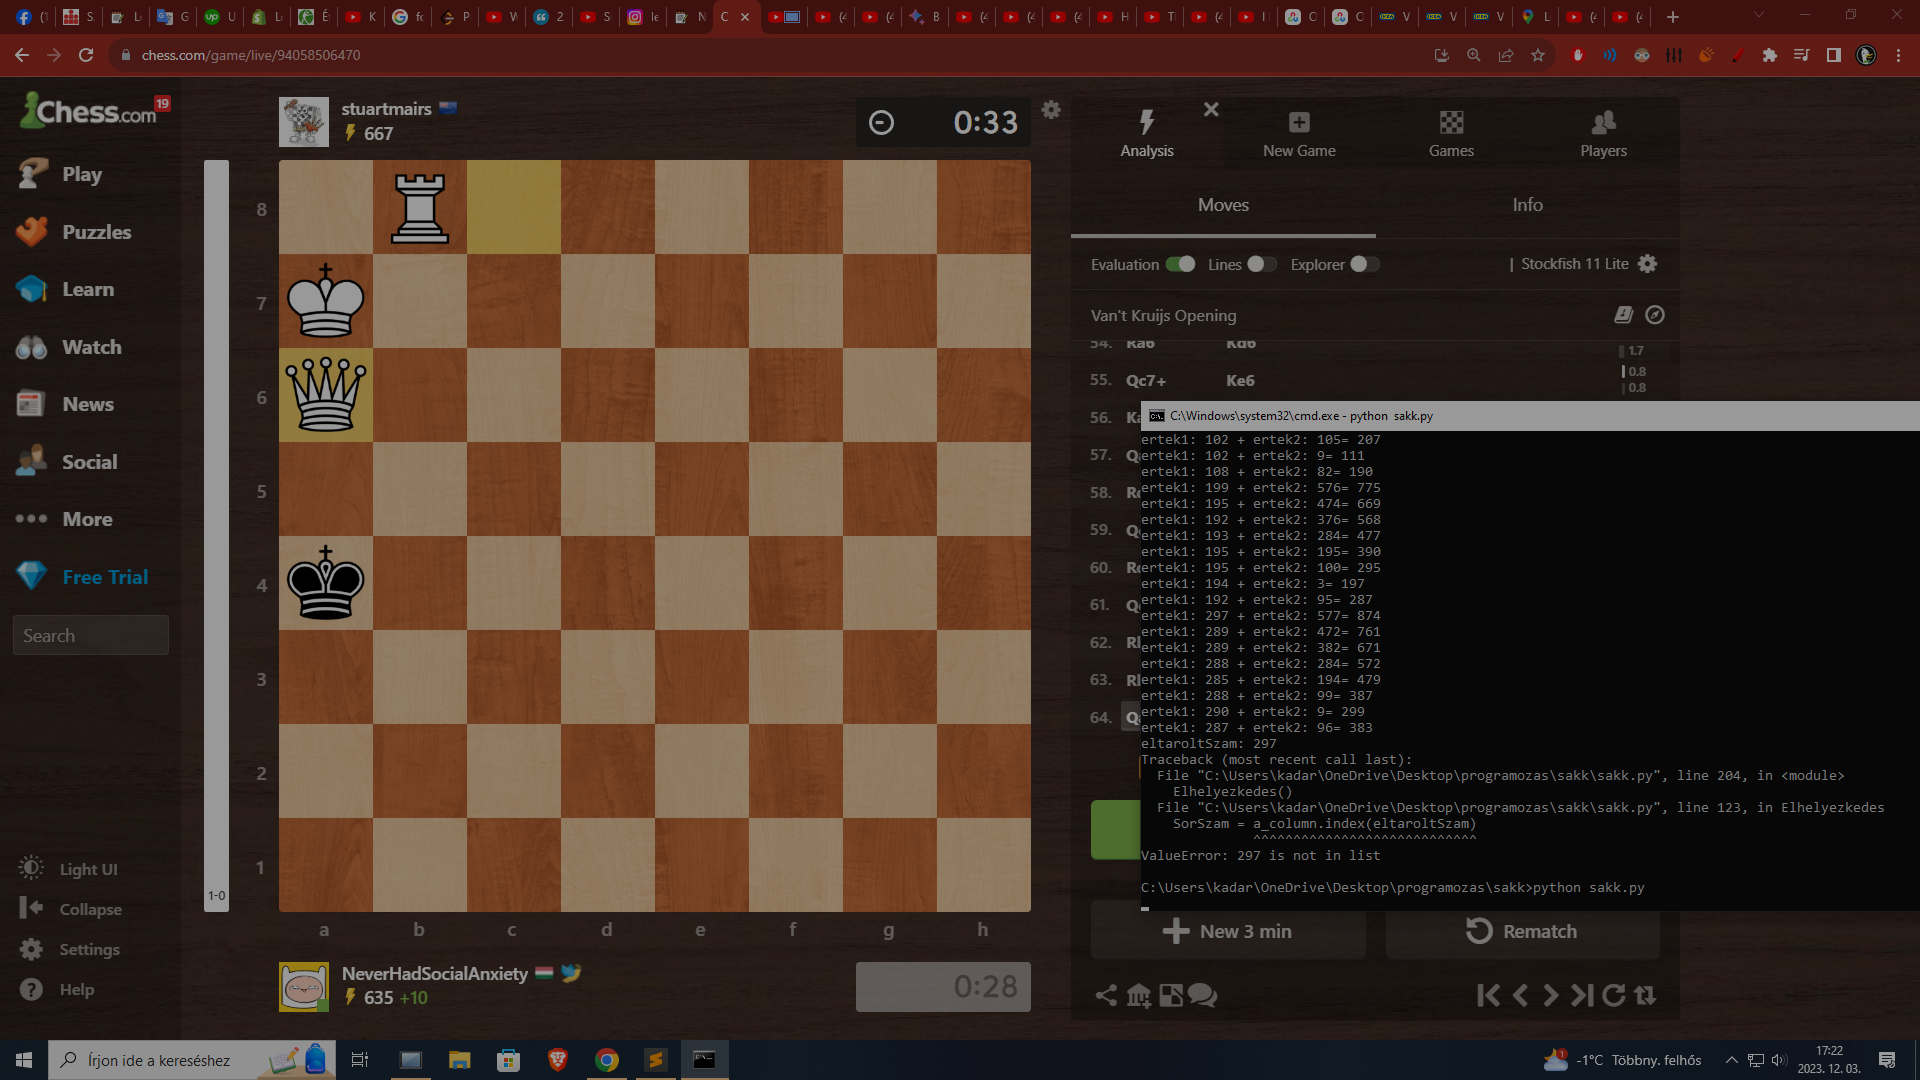 chess.com/game/live/94058506470
Chess.com
19
Play
Puzzles
Learn
Watch
News
Social
More
Free Trial
Search
Light UI
Collapse
Settings
Help
stuartmairs
667
0:33
8
7
6
5
4
3
2
1
1-0
a b c d e f g h
NeverHadSocialAnxiety
635 +10
0:28
Analysis
New Game
Games
Players
Moves
Info
Evaluation
Lines
Explorer
| Stockfish 11 Lite
Van't Kruijs Opening
54. Ra6 Kd6 1.7
55. Qc7+ Ke6 0.8
0.8
56.
57.
58.
59.
60.
61.
62.
63.
64.
C:\Windows\system32\cmd.exe - python sakk.py
ertek1: 102 + ertek2: 105= 207
ertek1: 102 + ertek2: 9= 111
ertek1: 108 + ertek2: 82= 190
ertek1: 199 + ertek2: 576= 775
ertek1: 195 + ertek2: 474= 669
ertek1: 192 + ertek2: 376= 568
ertek1: 193 + ertek2: 284= 477
ertek1: 195 + ertek2: 195= 390
ertek1: 195 + ertek2: 100= 295
ertek1: 194 + ertek2: 3= 197
ertek1: 192 + ertek2: 95= 287
ertek1: 297 + ertek2: 577= 874
ertek1: 289 + ertek2: 472= 761
ertek1: 289 + ertek2: 382= 671
ertek1: 288 + ertek2: 284= 572
ertek1: 285 + ertek2: 194= 479
ertek1: 288 + ertek2: 99= 387
ertek1: 290 + ertek2: 9= 299
ertek1: 287 + ertek2: 96= 383
eltaroltSzam: 297
Traceback (most recent call last):
File "C:\Users\kadar\OneDrive\Desktop\programozas\sakk\sakk.py", line 204, in <module>
Elhelyezkedes()
File "C:\Users\kadar\OneDrive\Desktop\programozas\sakk\sakk.py", line 123, in Elhelyezkedes
SorSzam = a_column.index(eltaroltSzam)
^^^^^^^^^^^^^^^^^^^^^^^^^^^^
ValueError: 297 is not in list
C:\Users\kadar\OneDrive\Desktop\programozas\sakk>python sakk.py
New 3 min
Rematch
Írjon ide a kereséshez
-1°C Többny. felhős
17:22
2023. 12. 03.